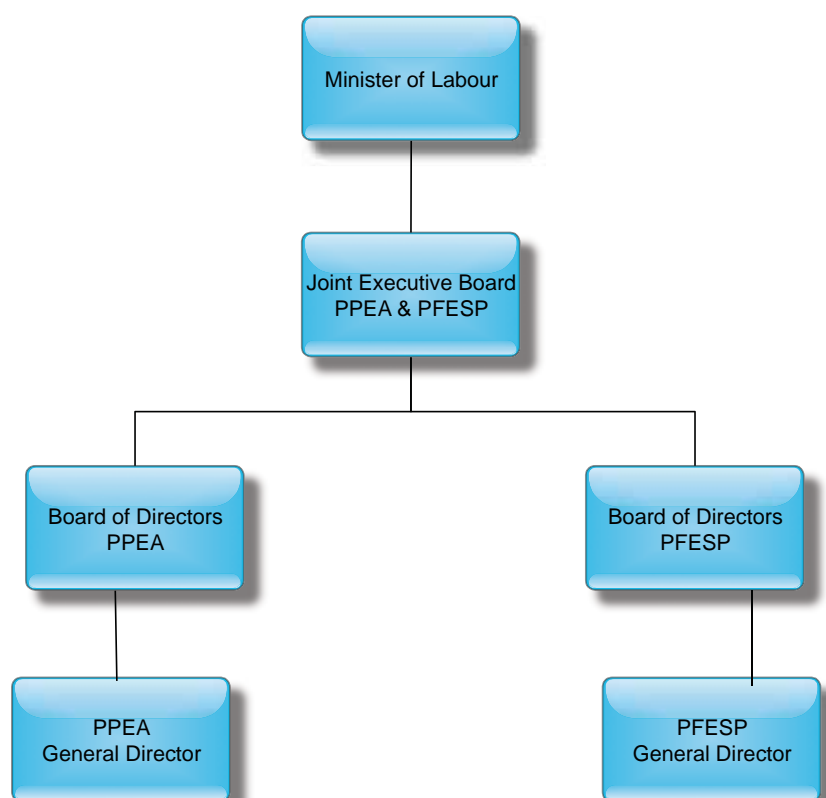 Minister of Labour
Joint Executive Board
PPEA & PFESP
Board of Directors
PPEA
Board of Directors
PFESP
PPEA
General Director
PFESP
General Director